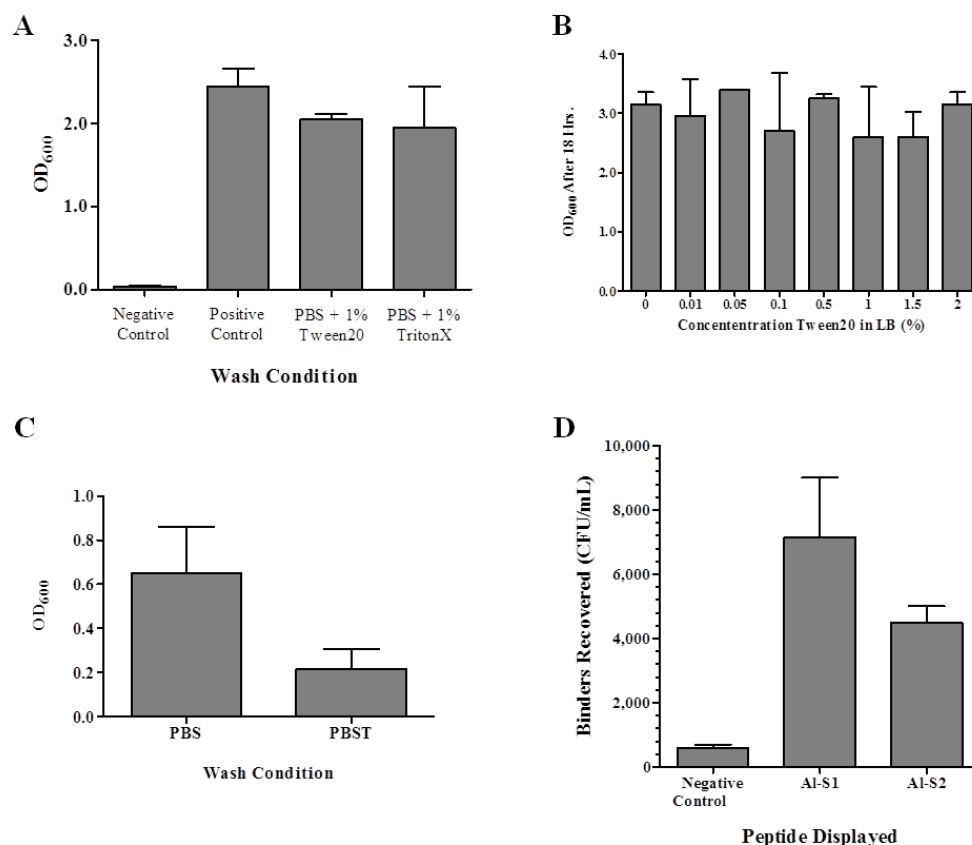 A
3.0
2.0
1.0
0.0
OD600
Negative Control
Positive Control
PBS + 1% Tween20
PBS + 1% TritonX
Wash Condition
B
4.0
3.0
2.0
1.0
0.0
OD600 After 18 Hrs.
0 0.01 0.05 0.1 0.5 1 1.5 2
Concententration Tween20 in LB (%)
C
1.0
0.8
0.6
0.4
0.2
0.0
OD600
PBS PBST
Wash Condition
D
10,000
8,000
6,000
4,000
2,000
0
Binders Recovered (CFU/mL)
Negative Control
Al-S1
Al-S2
Peptide Displayed